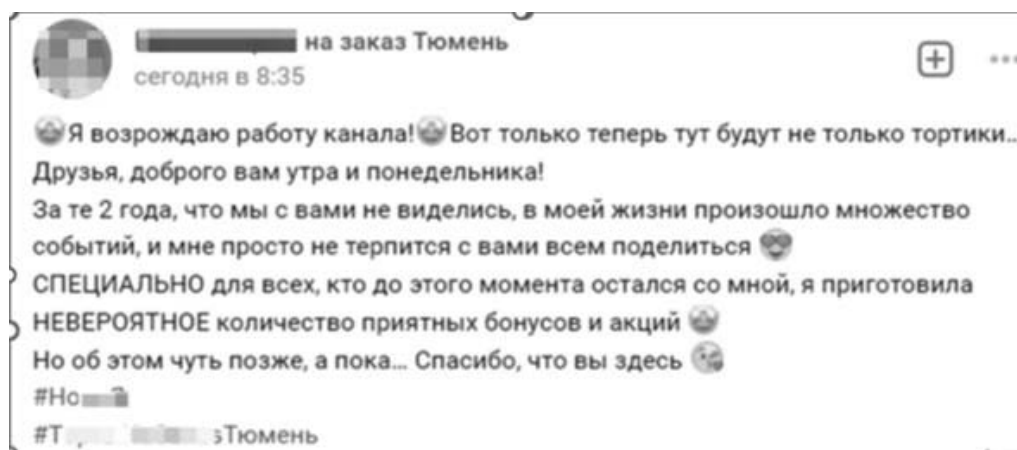 на заказ Тюмень
сегодня в 8:35
🤩Я возрождаю работу канала!🤩Вот только теперь тут будут не только тортики..
Друзья, доброго вам утра и понедельника!
За те 2 года, что мы с вами не виделись, в моей жизни произошло множество
событий, и мне просто не терпится с вами всем поделиться 😎
СПЕЦИАЛЬНО для всех, кто до этого момента остался со мной, я приготовила
НЕВЕРОЯТНОЕ количество приятных бонусов и акций 🤩
Но об этом чуть позже, а пока... Спасибо, что вы здесь 😘